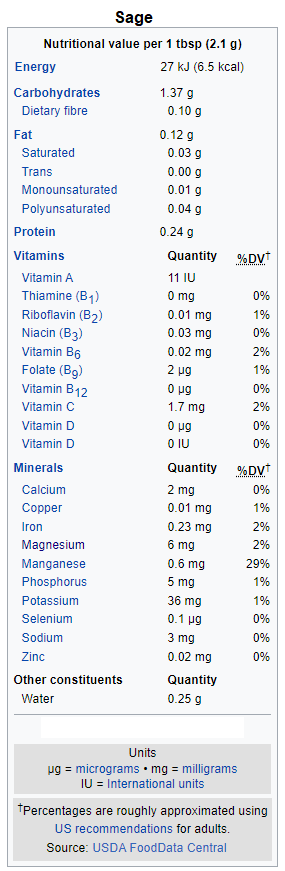 Sage
Nutritional value per 1 tbsp (2.1 g)
Energy 27 kJ (6.5 kcal)
Carbohydrates 1.37 g
Dietary fibre 0.10 g
Fat 0.12 g
Saturated 0.03 g
Trans 0.00 g
Monounsaturated 0.01 g
Polyunsaturated 0.04 g
Protein 0.24 g
Vitamins Quantity %DV†
Vitamin A 11 IU
Thiamine (B1) 0 mg 0%
Riboflavin (B2) 0.01 mg 1%
Niacin (B3) 0.03 mg 0%
Vitamin B6 0.02 mg 2%
Folate (B9) 2 μg 1%
Vitamin B12 0 μg 0%
Vitamin C 1.7 mg 2%
Vitamin D 0 μg 0%
Vitamin D 0 IU 0%
Minerals Quantity %DV†
Calcium 2 mg 0%
Copper 0.01 mg 1%
Iron 0.23 mg 2%
Magnesium 6 mg 2%
Manganese 0.6 mg 29%
Phosphorus 5 mg 1%
Potassium 36 mg 1%
Selenium 0.1 μg 0%
Sodium 3 mg 0%
Zinc 0.02 mg 0%
Other constituents Quantity
Water 0.25 g
Units
μg = micrograms • mg = milligrams
IU = International units
†Percentages are roughly approximated using
US recommendations for adults.
Source: USDA FoodData Central